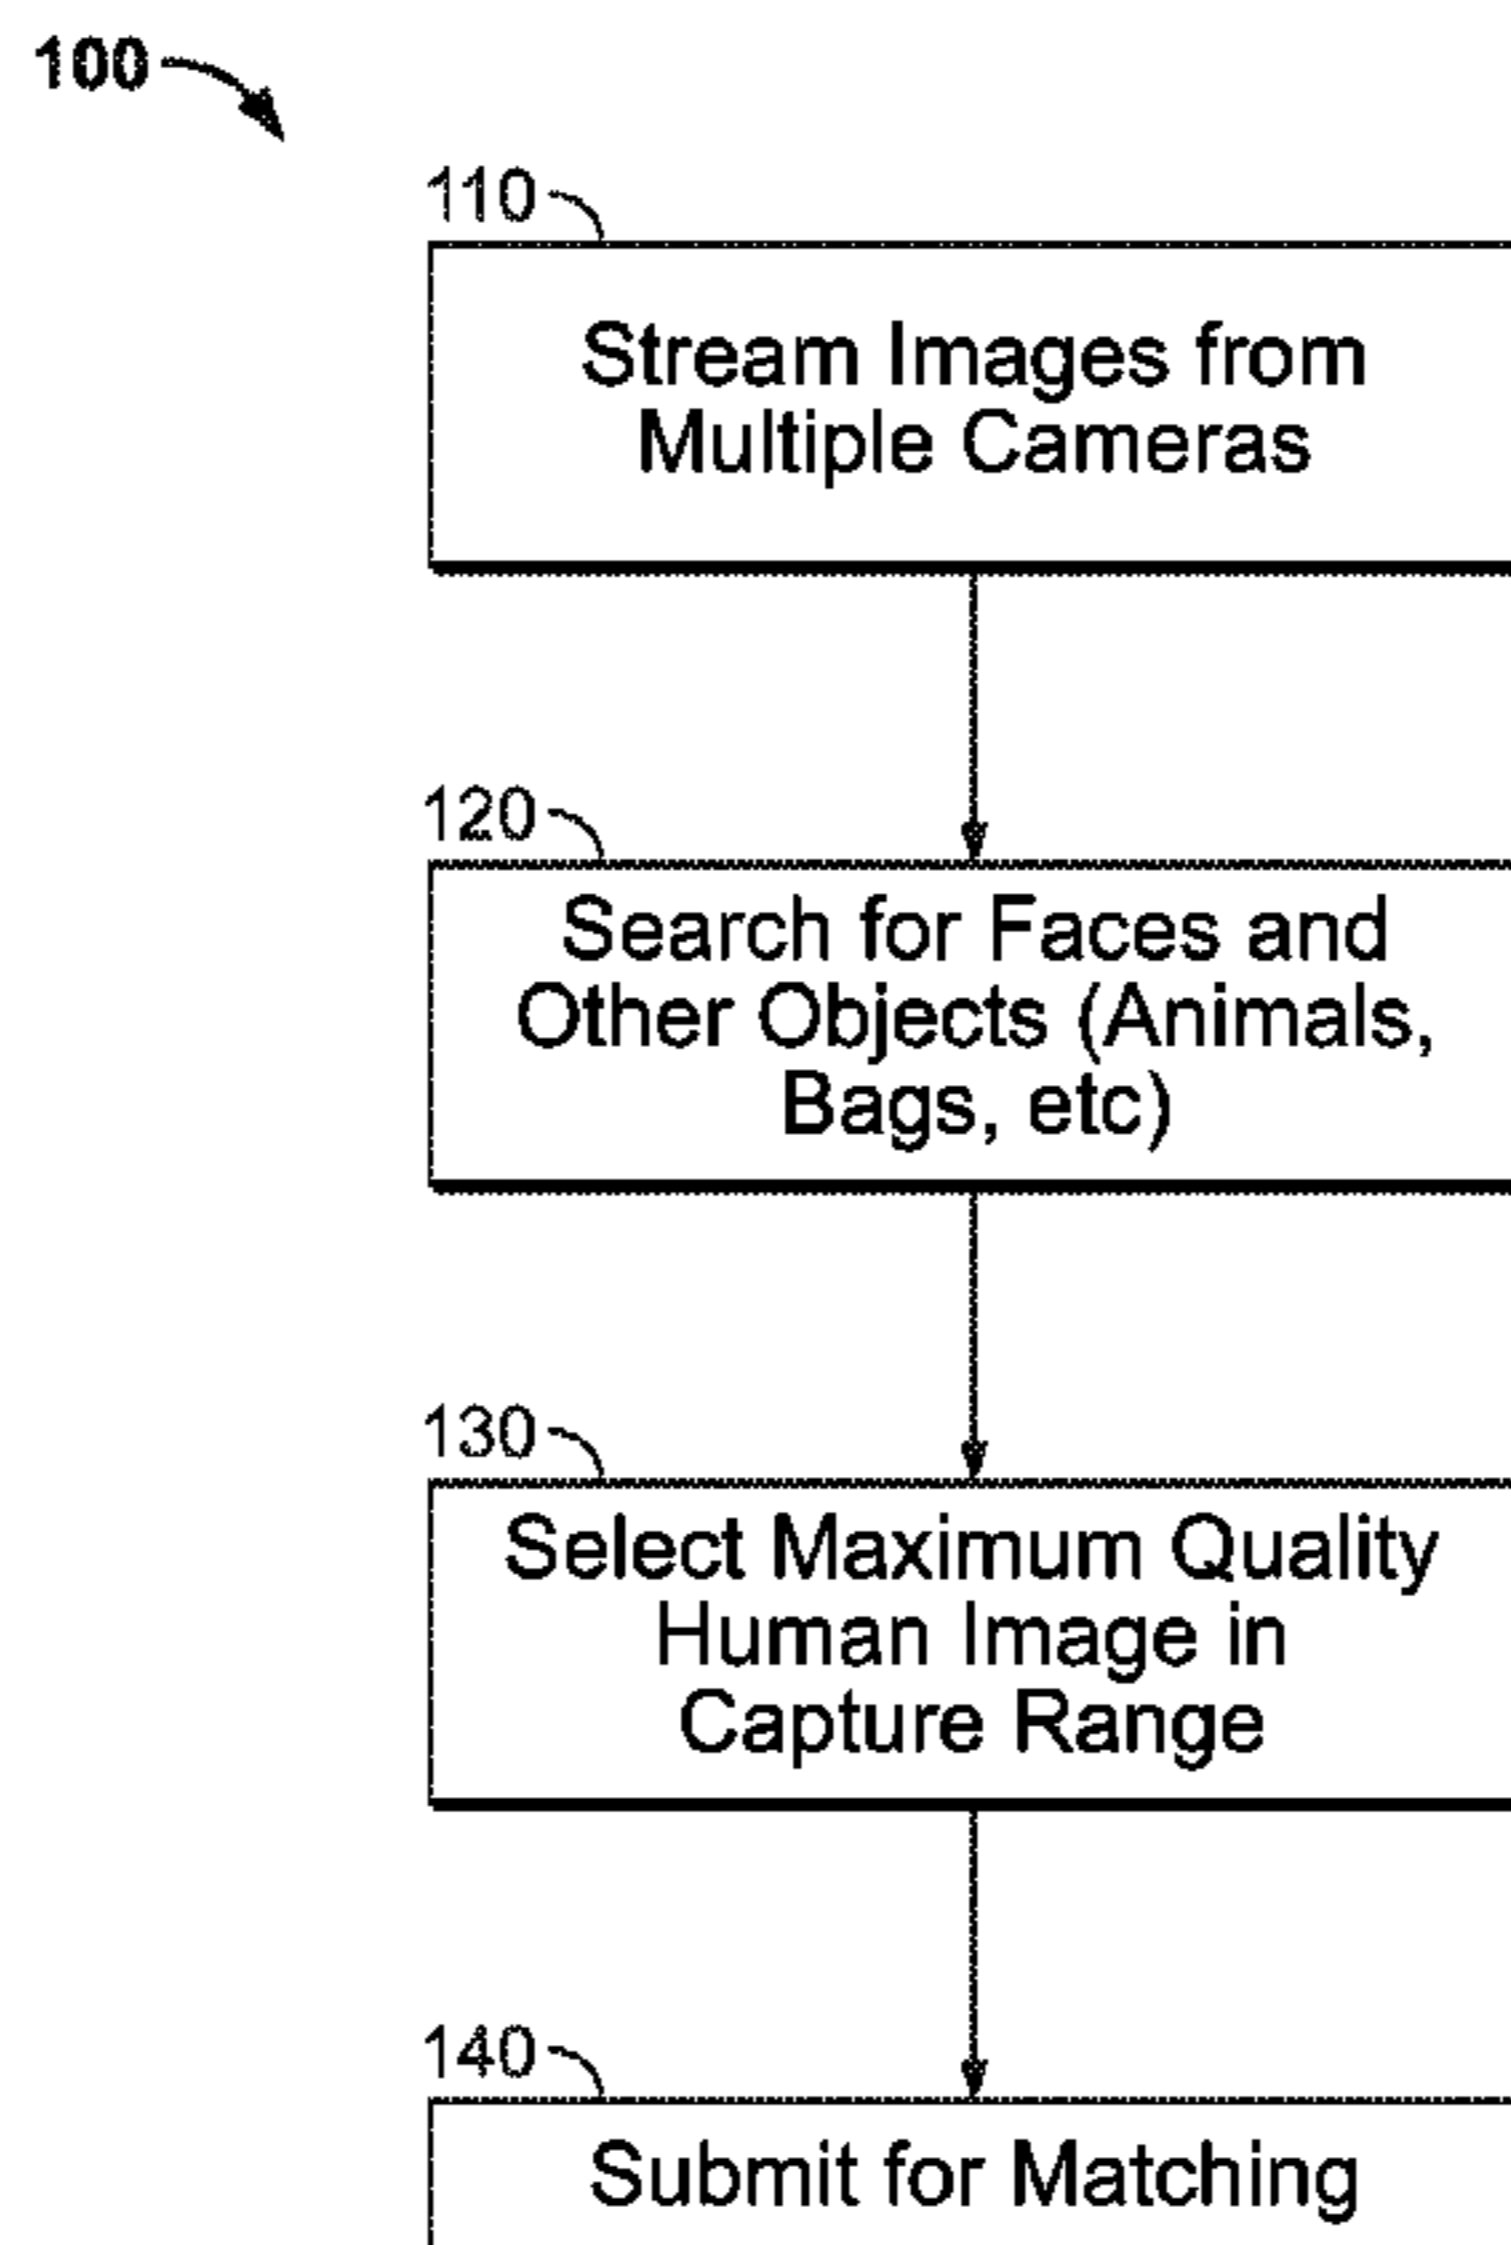 100
110
Stream Images from
Multiple Cameras
120
Search for Faces and
Other Objects (Animals,
Bags, etc)
130
Select Maximum Quality
Human Image in
Capture Range
140
Submit for Matching